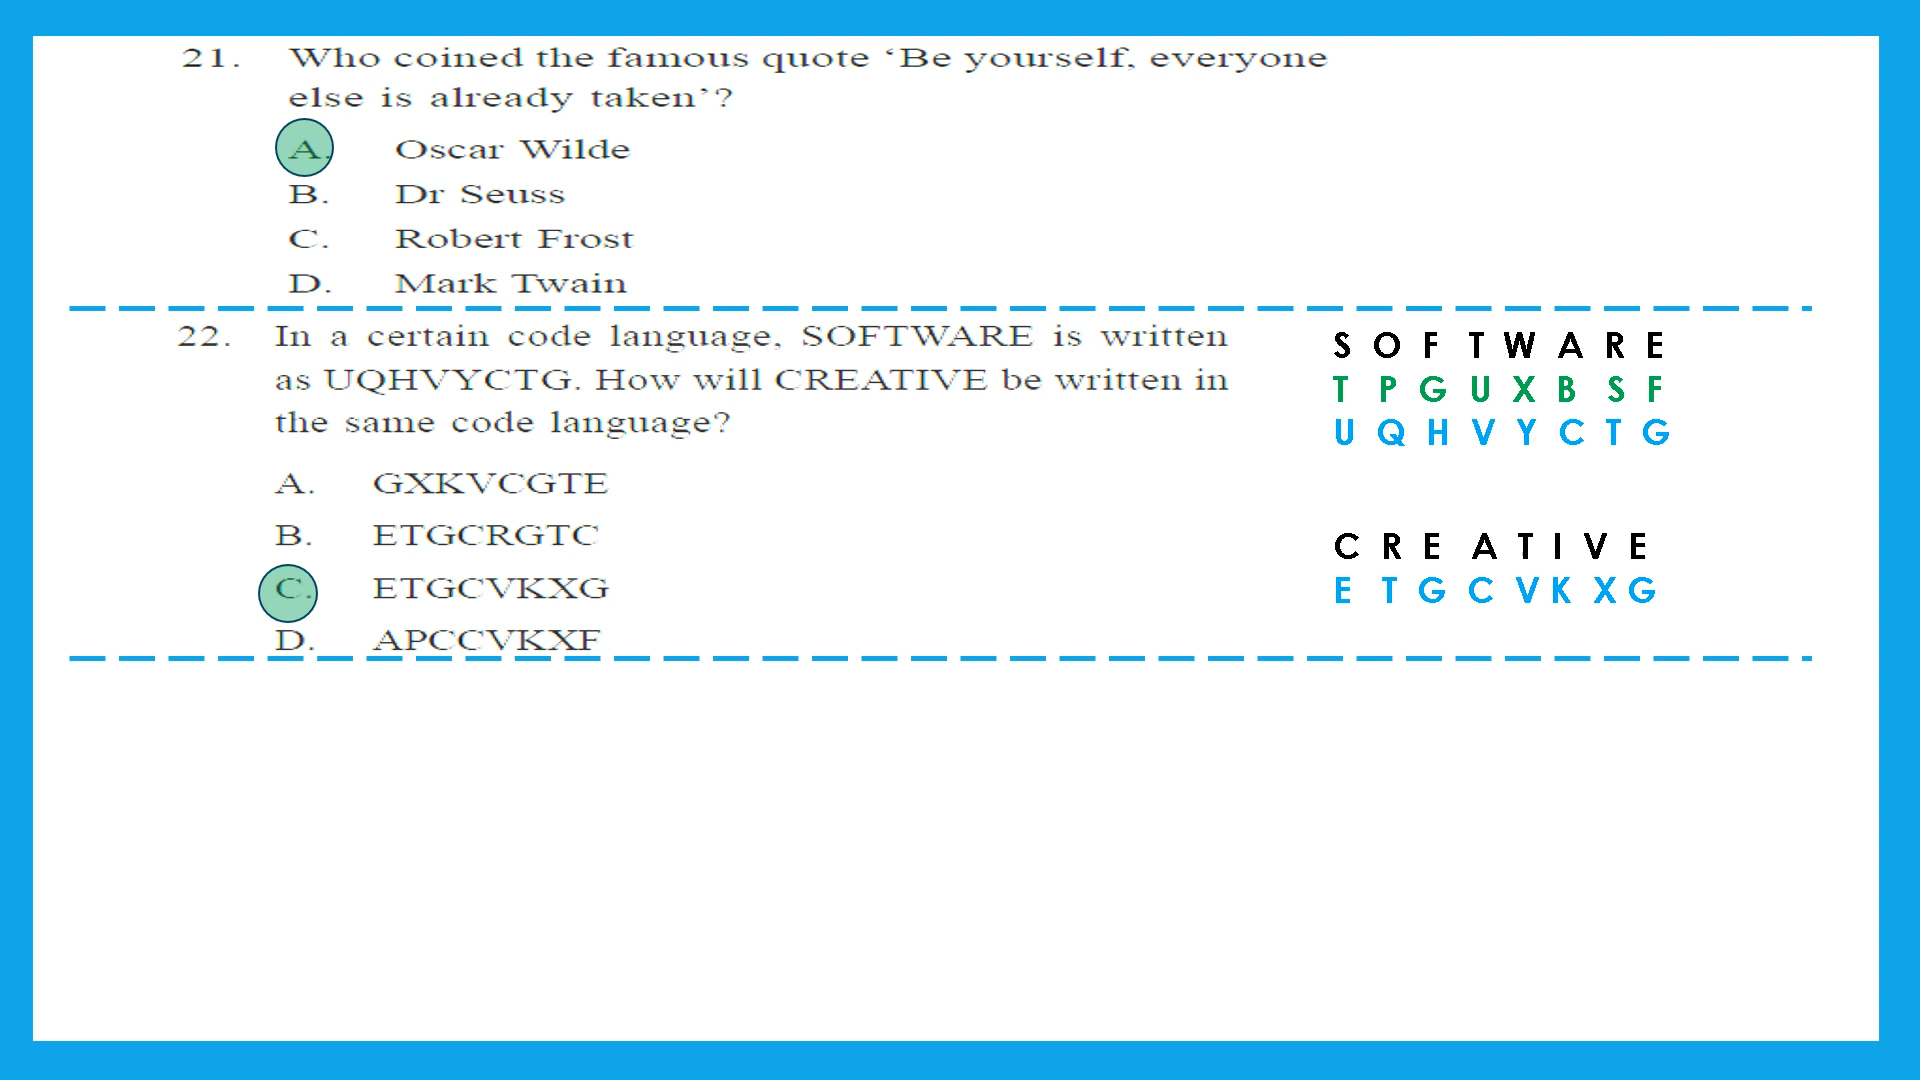 21. Who coined the famous quote ‘Be yourself, everyone
else is already taken’?
A. Oscar Wilde
B. Dr Seuss
C. Robert Frost
D. Mark Twain
22. In a certain code language, SOFTWARE is written
as UQHVYCTG. How will CREATIVE be written in
the same code language?
A. GXKVCGTE
B. ETGCRGTC
C. ETGCVKXG
D. APCCVKXF
S O F T W A R E
T P G U X B S F
U Q H V Y C T G
C R E A T I V E
E T G C V K X G